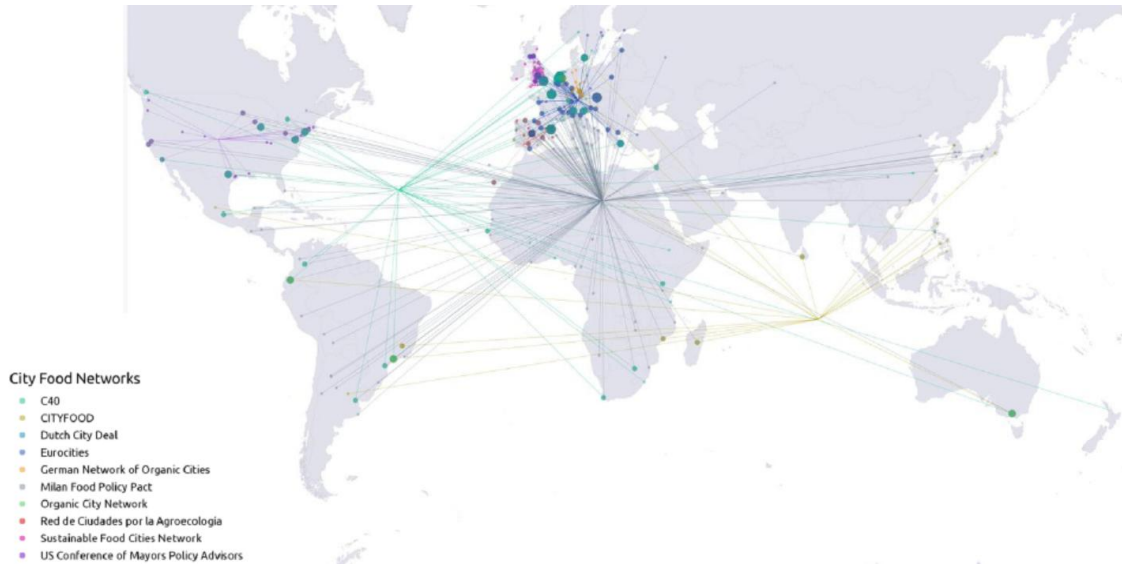 City Food Networks
C40
CITYFOOD
Dutch City Deal
Eurocities
German Network of Organic Cities
Milan Food Policy Pact
Organic City Network
Red de Ciudades por la Agroecología
Sustainable Food Cities Network
US Conference of Mayors Policy Advisors